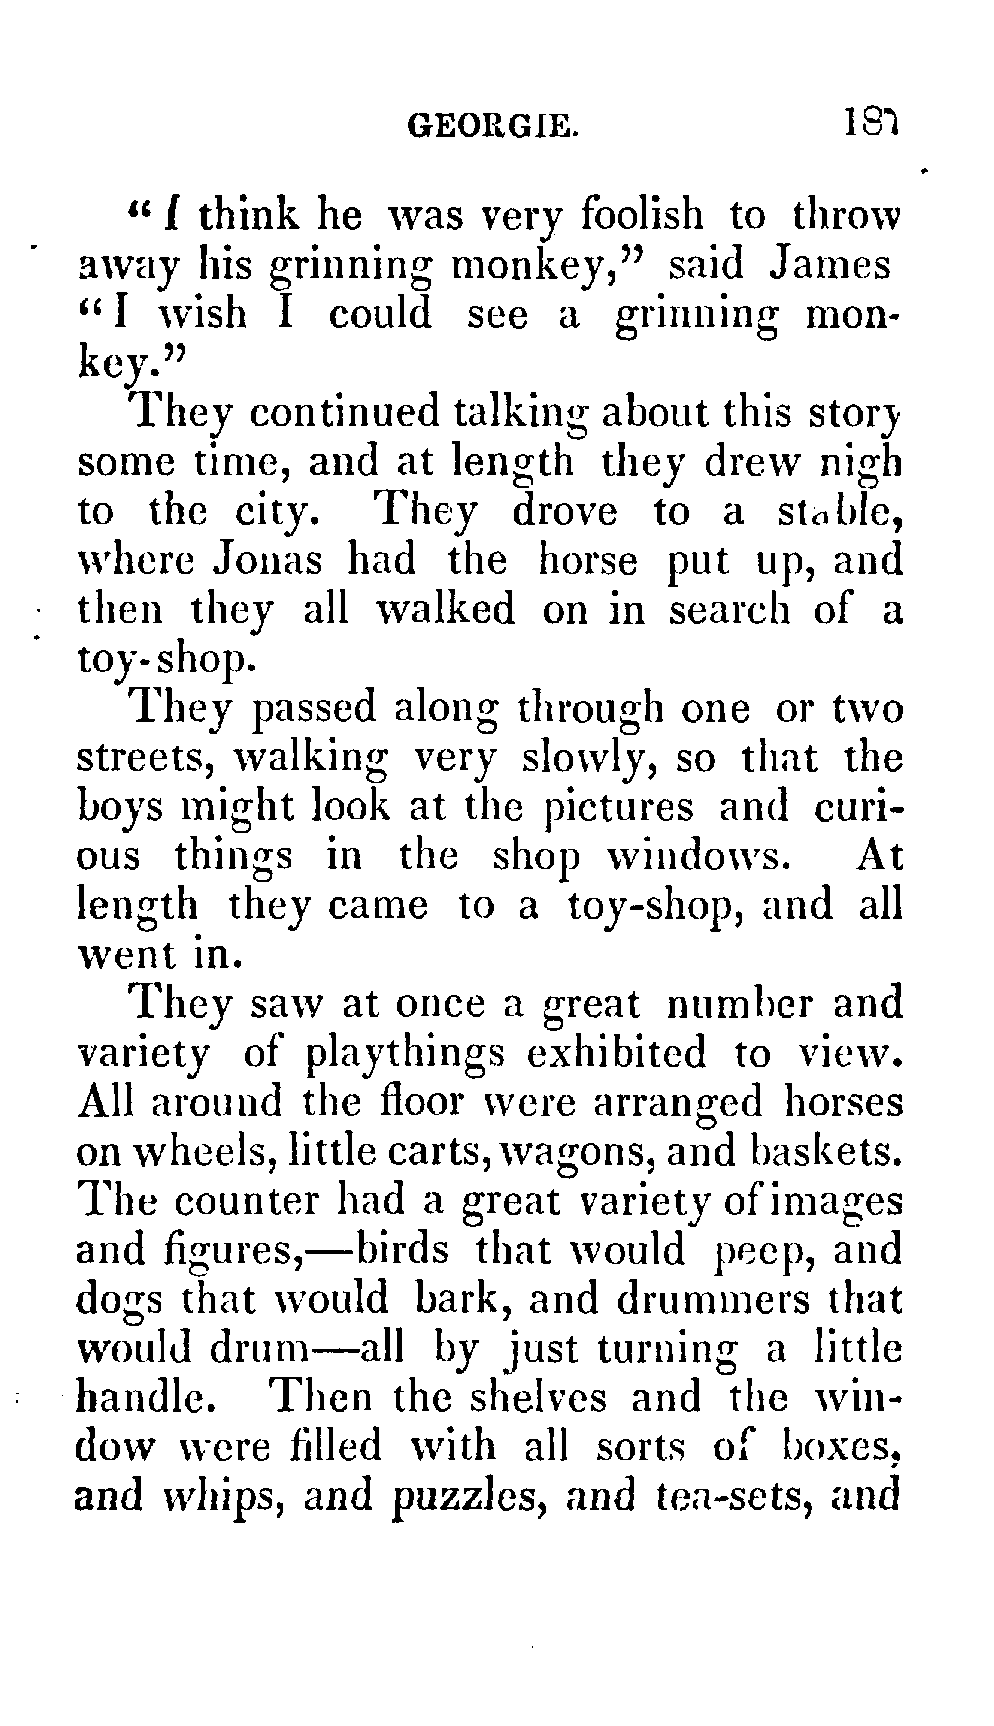 GEORGIE. 187
“I think he was very foolish to throw
away his grinning monkey,” said James
“I wish I could see a grinning mon-
key.”
They continued talking about this story
some time, and at length they drew nigh
to the city. They drove to a stable,
where Jonas had the horse put up, and
then they all walked on in search of a
toy-shop.
They passed along through one or two
streets, walking very slowly, so that the
boys might look at the pictures and curi-
ous things in the shop windows. At
length they came to a toy-shop, and all
went in.
They saw at once a great number and
variety of playthings exhibited to view.
All around the floor were arranged horses
on wheels, little carts, wagons, and baskets.
The counter had a great variety of images
and figures,—birds that would peep, and
dogs that would bark, and drummers that
would drum—all by just turning a little
handle. Then the shelves and the win-
dow were filled with all sorts of boxes,
and whips, and puzzles, and tea-sets, and